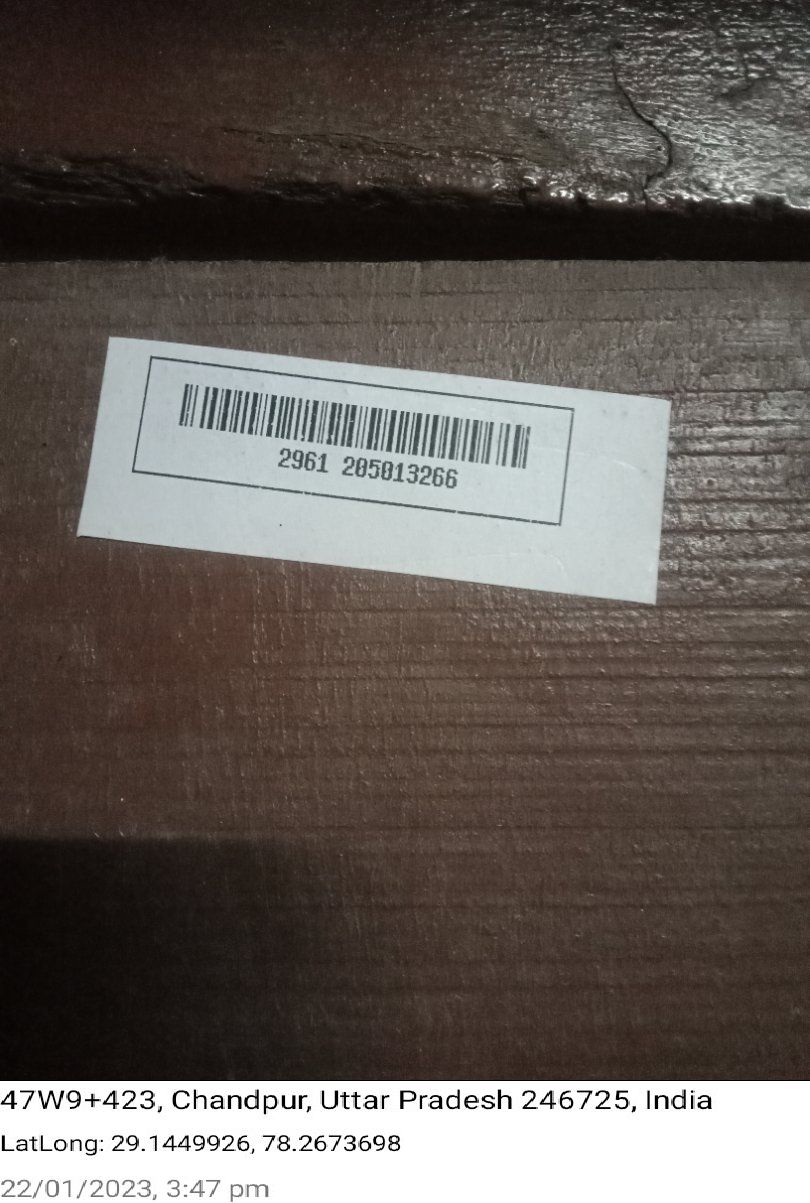 2961 205013266
47W9+423, Chandpur, Uttar Pradesh 246725, India
LatLong: 29.1449926, 78.2673698
22/01/2023, 3:47 pm